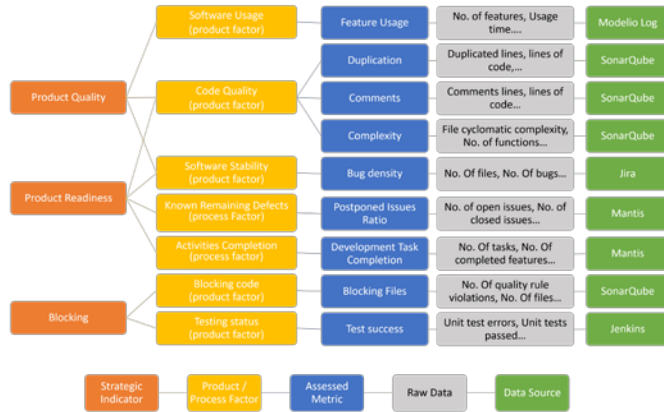 Software Usage
(product factor)
Feature Usage
No. of features, Usage
time....
Modelio Log
Duplication
Duplicated lines, lines of
code,...
SonarQube
Product Quality
Code Quality
(product factor)
Comments
Comments lines, lines of
code...
SonarQube
Complexity
File cyclomatic complexity,
No. of functions...
SonarQube
Product Readiness
Software Stability
(product factor)
Bug density
No. Of files, No. Of bugs...
Jira
Known Remaining Defects
(process Factor)
Postponed Issues
Ratio
No. of open issues, No. of
closed issues...
Mantis
Activities Completion
(process factor)
Development Task
Completion
No. Of tasks, No. Of
completed features...
Mantis
Blocking
Blocking code
(product factor)
Blocking Files
No. Of quality rule
violations, No. Of files...
SonarQube
Testing status
(product factor)
Test success
Unit test errors, Unit tests
passed...
Jenkins
Strategic
Indicator
Product /
Process Factor
Assessed
Metric
Raw Data
Data Source